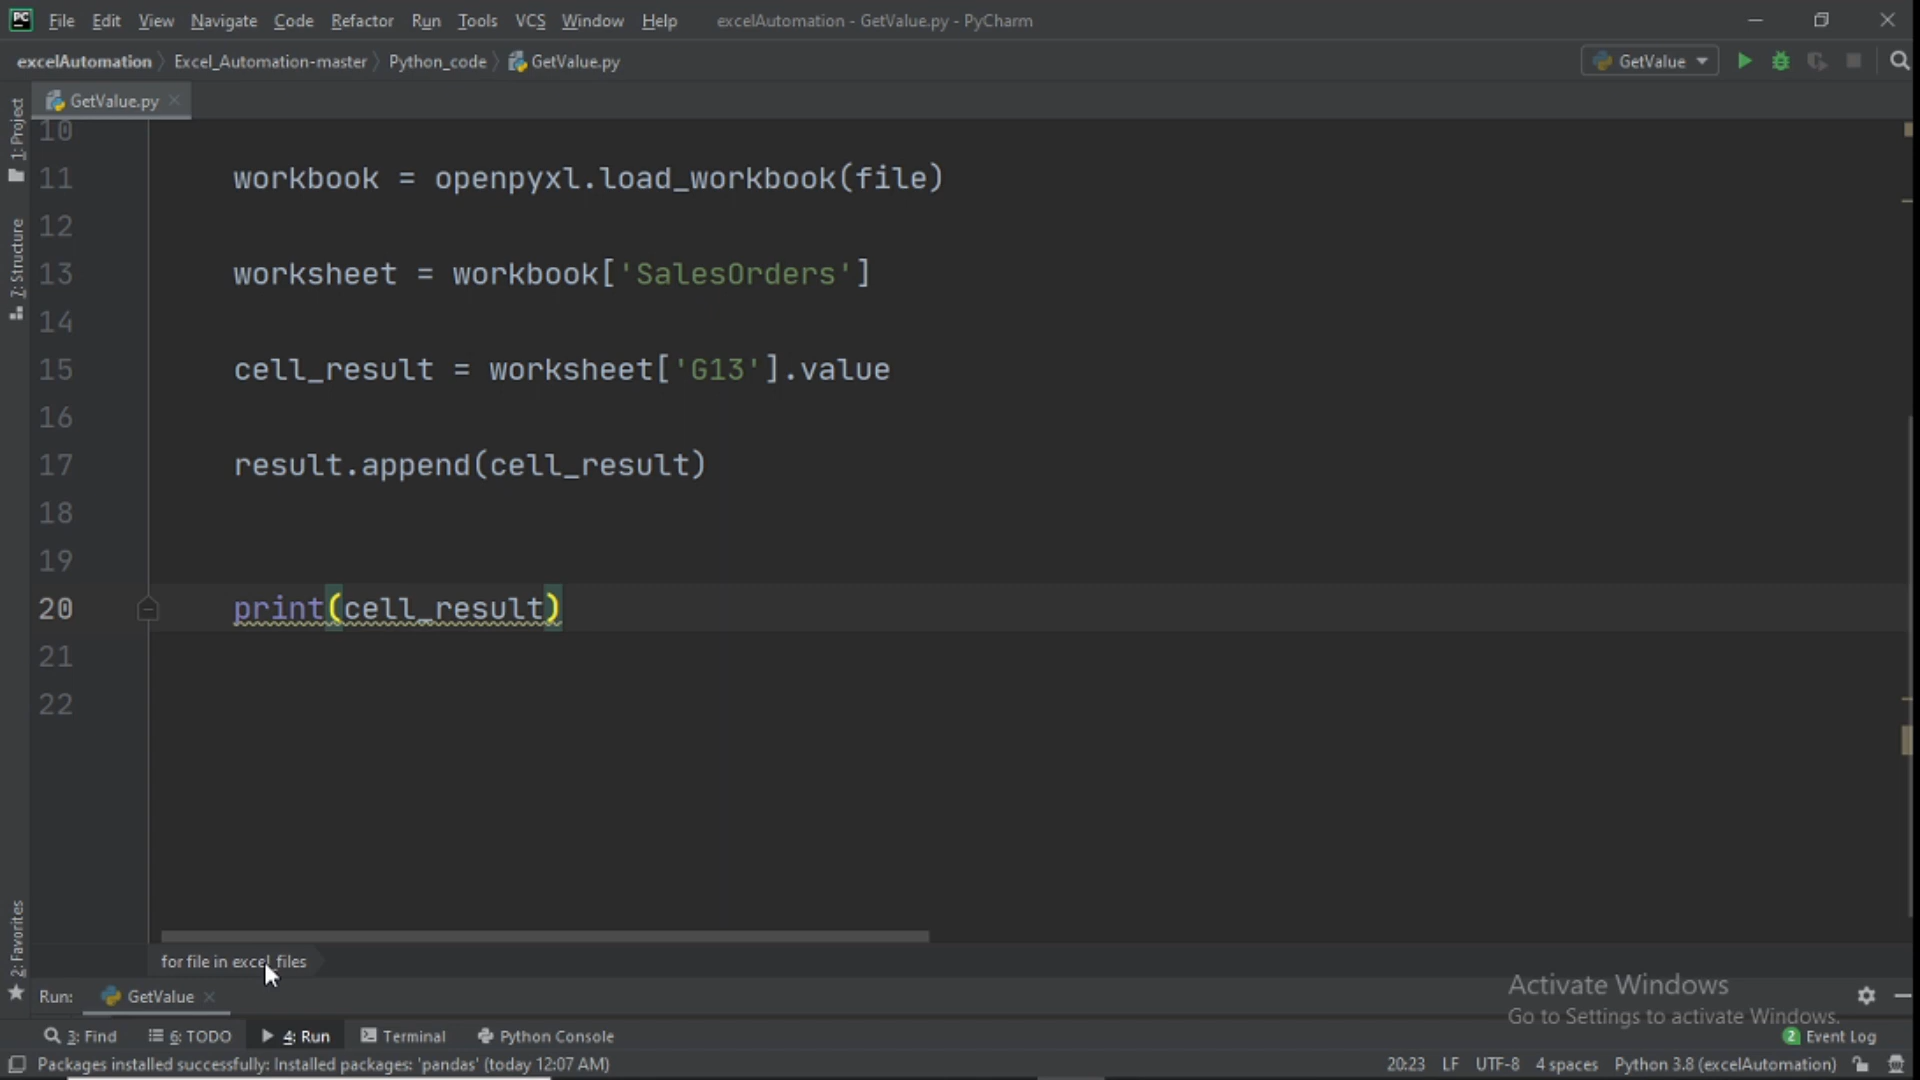 PC File Edit View Navigate Code Refactor Run Tools VCS Window Help excelAutomation - GetValue.py - PyCharm
excelAutomation Excel_Automation-master Python_code GetValue.py GetValue
GetValue.py
1: Project
7: Structure
2: Favorites
10
11 workbook = openpyxl.load_workbook(file)
12
13 worksheet = workbook['SalesOrders']
14
15 cell_result = worksheet['G13'].value
16
17 result.append(cell_result)
18
19
20 print(cell_result)
21
22
for file in excel_files
Run: GetValue
Activate Windows
Go to Settings to activate Windows.
3: Find 6: TODO 4: Run Terminal Python Console 2 Event Log
Packages installed successfully: Installed packages: 'pandas' (today 12:07 AM) 20:23 LF UTF-8 4 spaces Python 3.8 (excelAutomation)